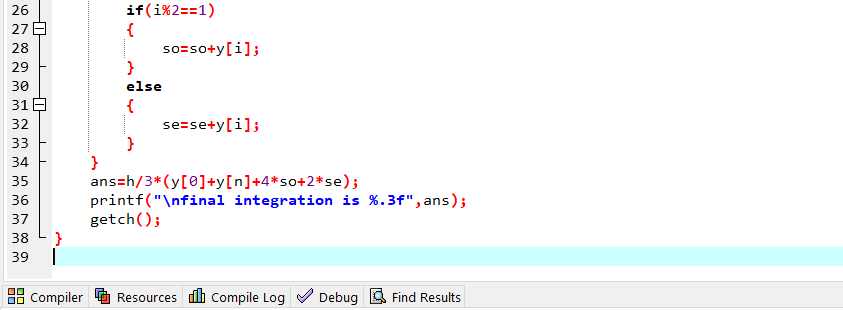 26 if(i%2==1)
27 {
28 so=so+y[i];
29 }
30 else
31 {
32 se=se+y[i];
33 }
34 }
35 ans=h/3*(y[0]+y[n]+4*so+2*se);
36 printf("\nfinal integration is %.3f",ans);
37 getch();
38 }
39
Compiler Resources Compile Log Debug Find Results